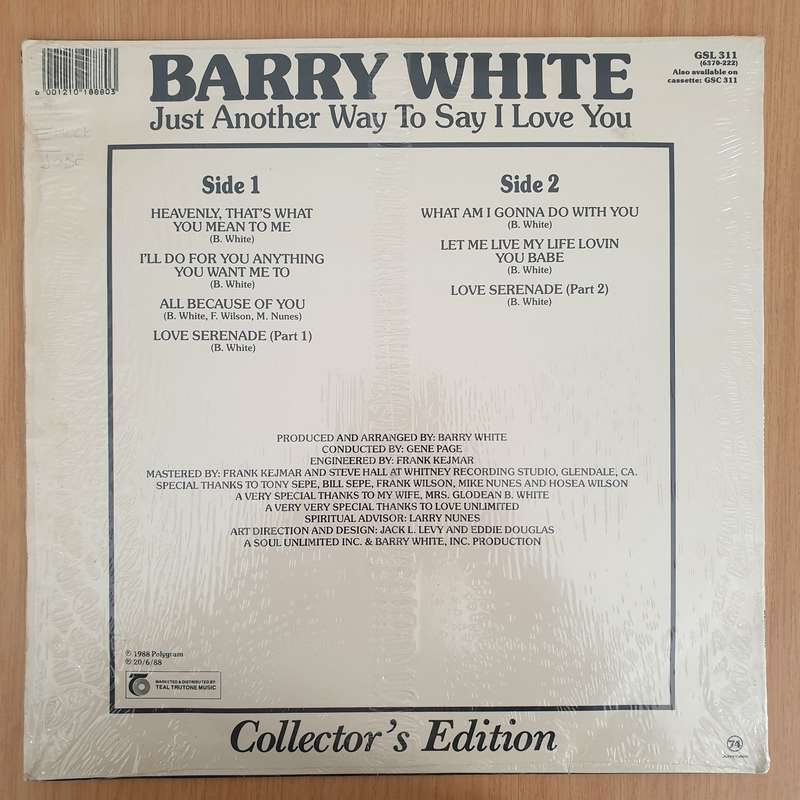 6 001210 188803
BARRY WHITE
Just Another Way To Say I Love You
GSL 311
(6370-222)
Also available on
cassette: GSC 311
Side 1
HEAVENLY, THAT'S WHAT
YOU MEAN TO ME
(B. White)
I'LL DO FOR YOU ANYTHING
YOU WANT ME TO
(B. White)
ALL BECAUSE OF YOU
(B. White, F. Wilson, M. Nunes)
LOVE SERENADE (Part 1)
(B. White)
Side 2
WHAT AM I GONNA DO WITH YOU
(B. White)
LET ME LIVE MY LIFE LOVIN
YOU BABE
(B. White)
LOVE SERENADE (Part 2)
(B. White)
PRODUCED AND ARRANGED BY: BARRY WHITE
CONDUCTED BY: GENE PAGE
ENGINEERED BY: FRANK KEJMAR
MASTERED BY: FRANK KEJMAR AND STEVE HALL AT WHITNEY RECORDING STUDIO, GLENDALE, CA.
SPECIAL THANKS TO TONY SEPE, BILL SEPE, FRANK WILSON, MIKE NUNES AND HOSEA WILSON
A VERY SPECIAL THANKS TO MY WIFE, MRS. GLODEAN B. WHITE
A VERY VERY SPECIAL THANKS TO LOVE UNLIMITED
SPIRITUAL ADVISOR: LARRY NUNES
ART DIRECTION AND DESIGN: JACK L. LEVY AND EDDIE DOUGLAS
A SOUL UNLIMITED INC. & BARRY WHITE, INC. PRODUCTION
℗ 1988 Polygram
℗ 20/6/88
MARKETED & DISTRIBUTED BY:
TEAL TRUTONE MUSIC
Collector's Edition
74